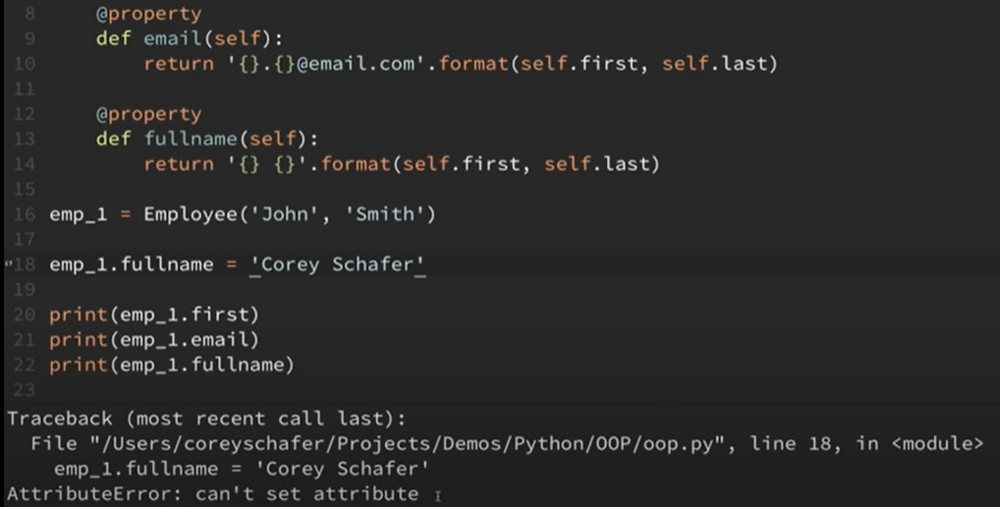 8 @property
9 def email(self):
10 return '{}.{}@email.com'.format(self.first, self.last)
11
12 @property
13 def fullname(self):
14 return '{} {}'.format(self.first, self.last)
15
16 emp_1 = Employee('John', 'Smith')
17
18 emp_1.fullname = 'Corey Schafer'
19
20 print(emp_1.first)
21 print(emp_1.email)
22 print(emp_1.fullname)
23
Traceback (most recent call last):
File "/Users/coreyschafer/Projects/Demos/Python/OOP/oop.py", line 18, in <module>
emp_1.fullname = 'Corey Schafer'
AttributeError: can't set attribute